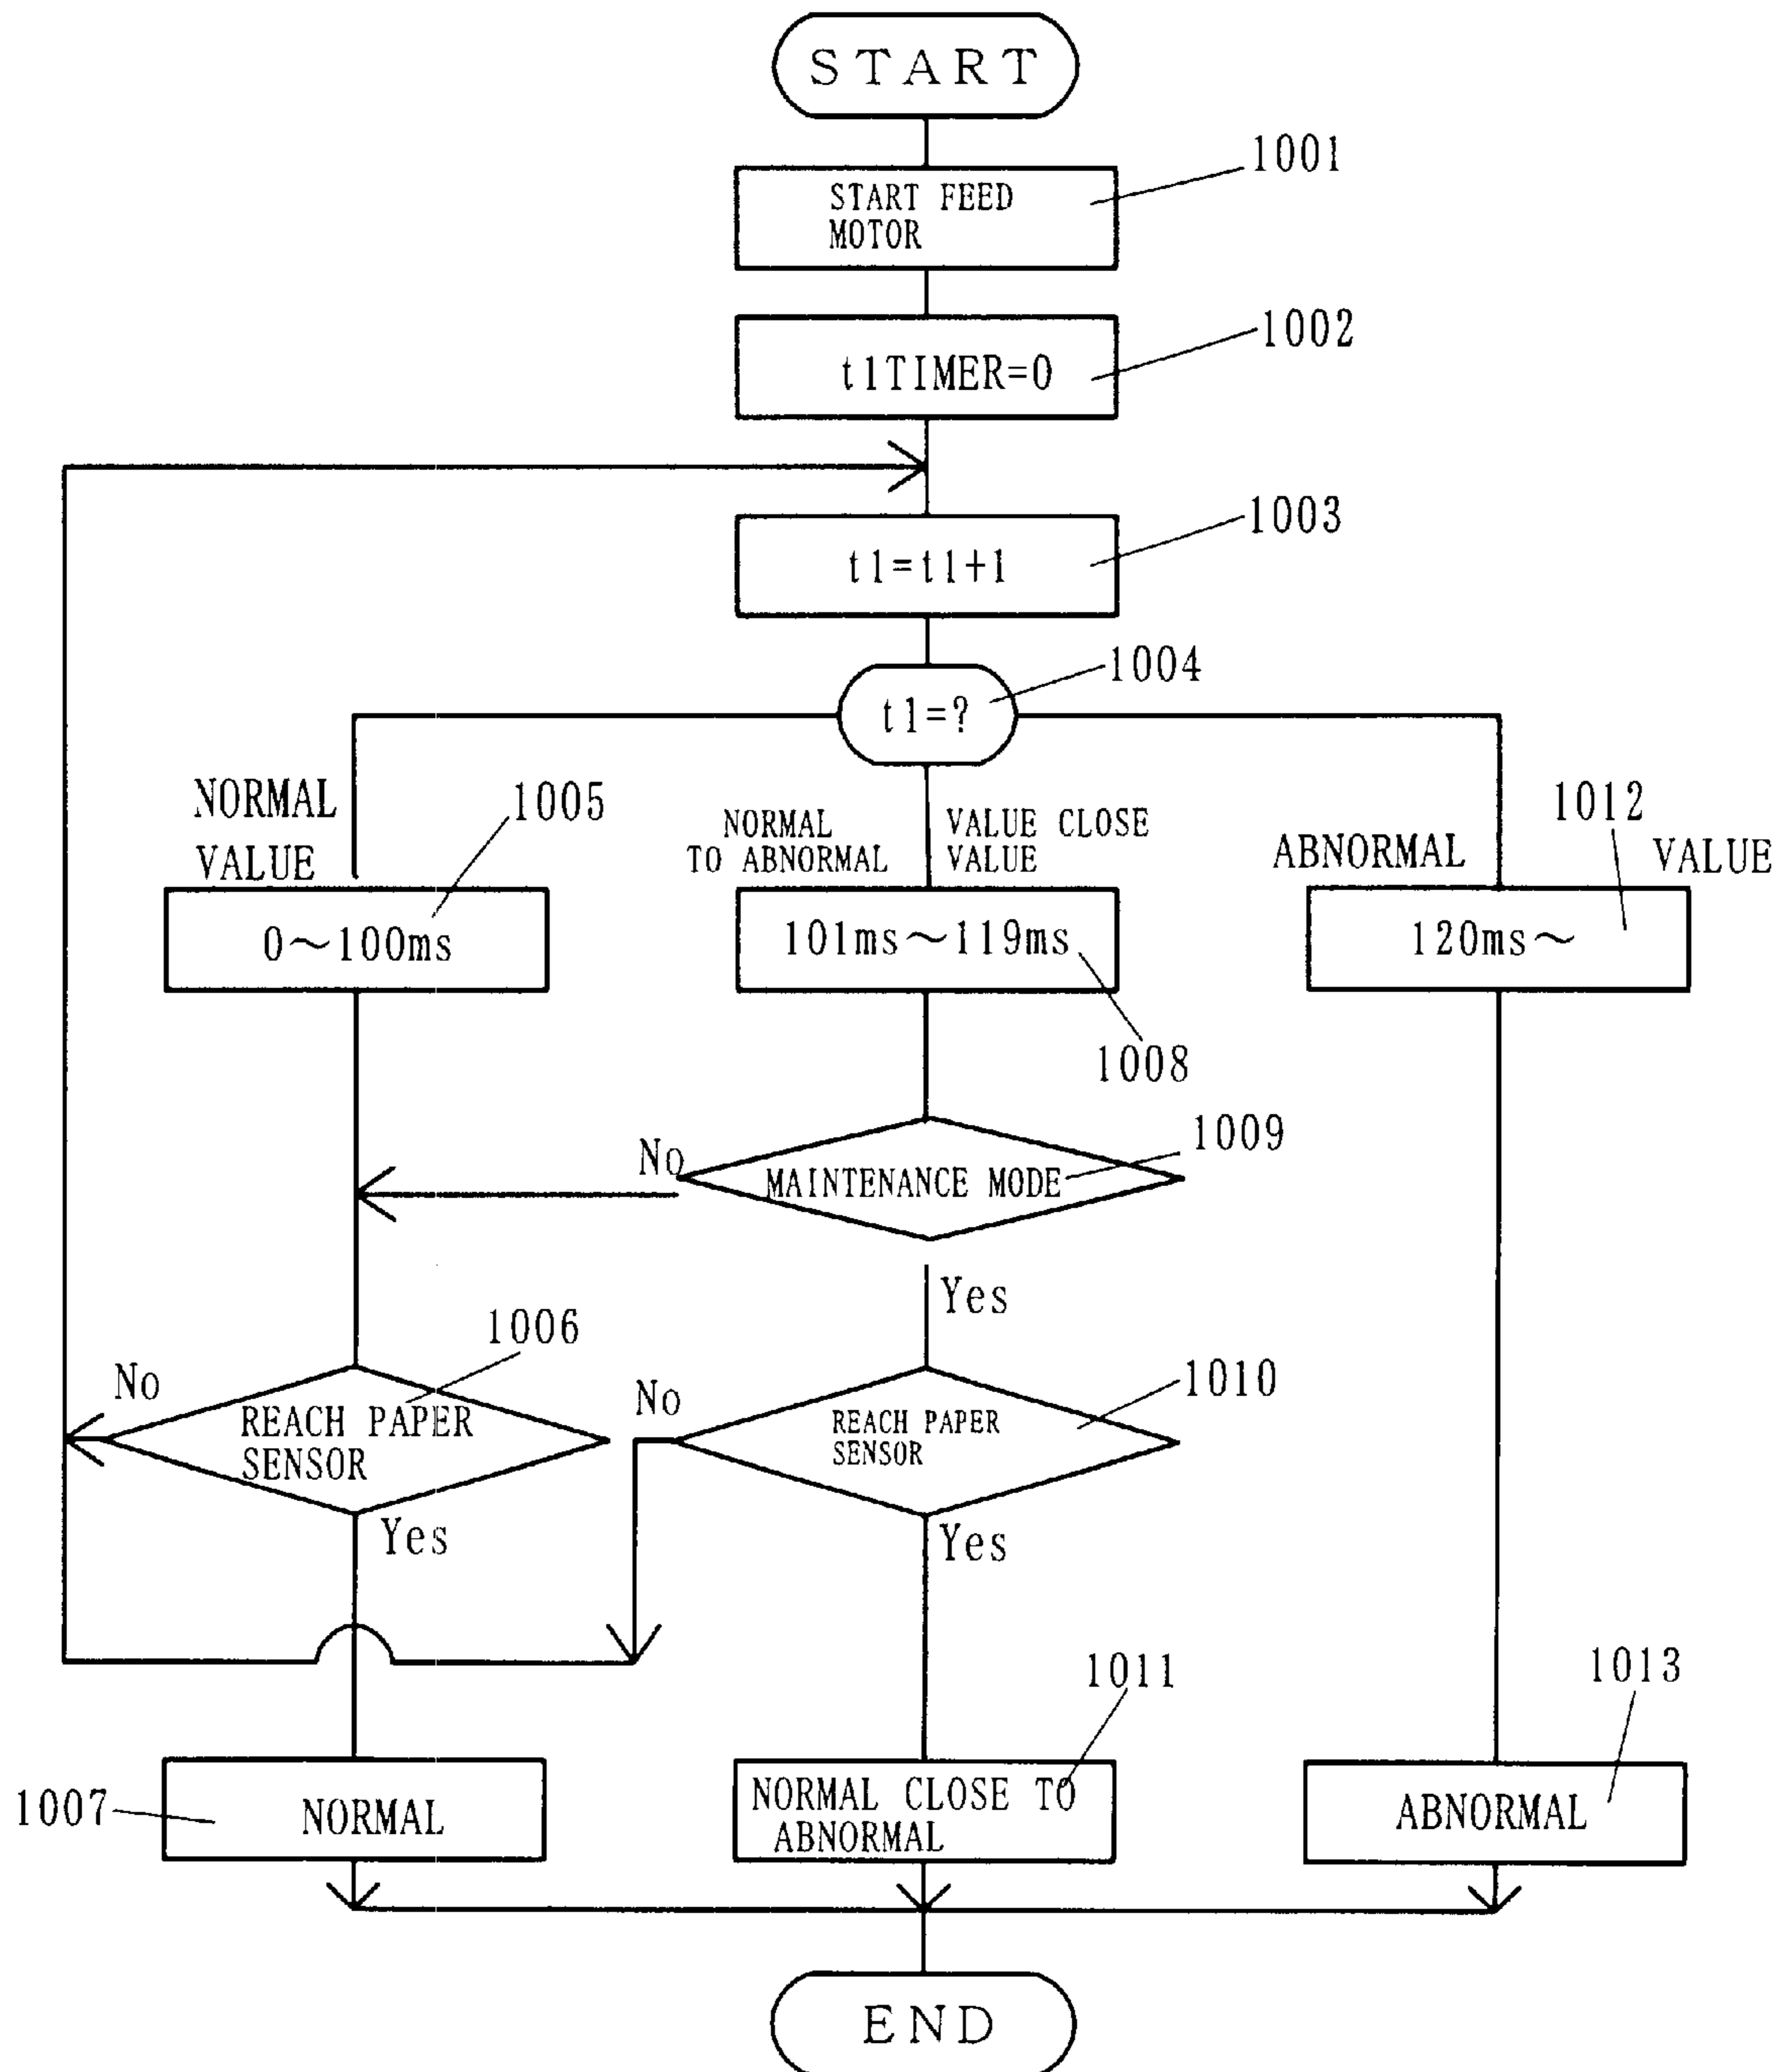 START
1001
START FEED
MOTOR
1002
t1TIMER=0
1003
t1=t1+1
1004
t1=?
NORMAL
VALUE
1005
NORMAL VALUE CLOSE
TO ABNORMAL VALUE
1012
ABNORMAL VALUE
0~100ms
101ms~119ms
120ms~
1008
1009
No
MAINTENANCE MODE
Yes
1006
No
REACH PAPER
SENSOR
Yes
1010
No
REACH PAPER
SENSOR
Yes
1011
1013
1007
NORMAL
NORMAL CLOSE TO
ABNORMAL
ABNORMAL
END